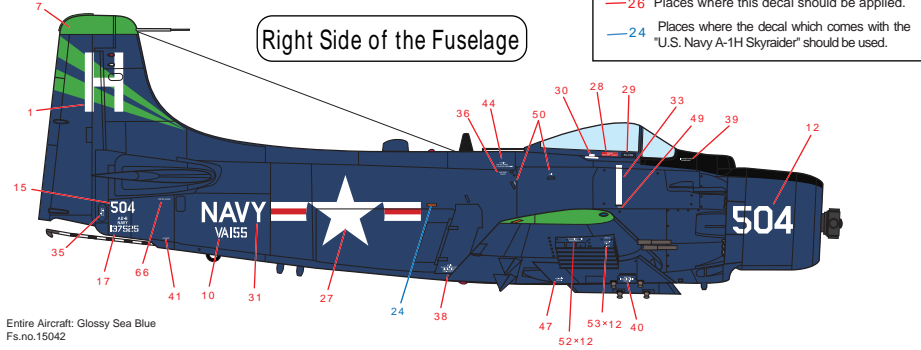 26 Places where this decal should be applied.
24 Places where the decal which comes with the
"U.S. Navy A-1H Skyraider" should be used.
Right Side of the Fuselage
7
H
1
44
36
50
30
28
29
33
49
39
12
15
504
NAVY
137525
NAVY
VA155
504
35
17
66
41
10
31
27
24
38
47
52×12
53×12
40
Entire Aircraft: Glossy Sea Blue
Fs.no.15042